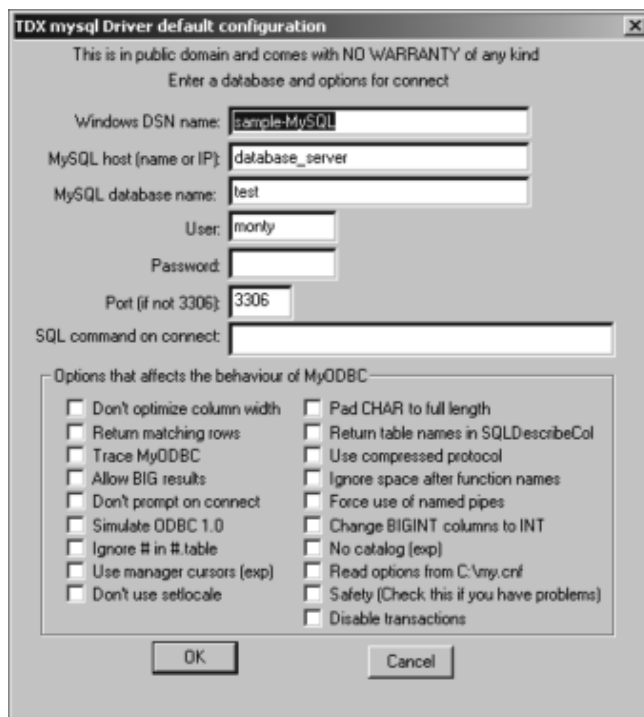 TDX mysql Driver default configuration
This is in public domain and comes with NO WARRANTY of any kind
Enter a database and options for connect
Windows DSN name: sample-MySQL
MySQL host (name or IP): database_server
MySQL database name: test
User: monty
Password:
Port (if not 3306): 3306
SQL command on connect:
Options that affects the behaviour of MyODBC
Don't optimize column width
Return matching rows
Trace MyODBC
Allow BIG results
Don't prompt on connect
Simulate ODBC 1.0
Ignore # in #.table
Use manager cursors (exp)
Don't use setlocale
Pad CHAR to full length
Return table names in SQLDescribeCol
Use compressed protocol
Ignore space after function names
Force use of named pipes
Change BIGINT columns to INT
No catalog (exp)
Read options from C:\my.cnf
Safety (Check this if you have problems)
Disable transactions
OK
Cancel